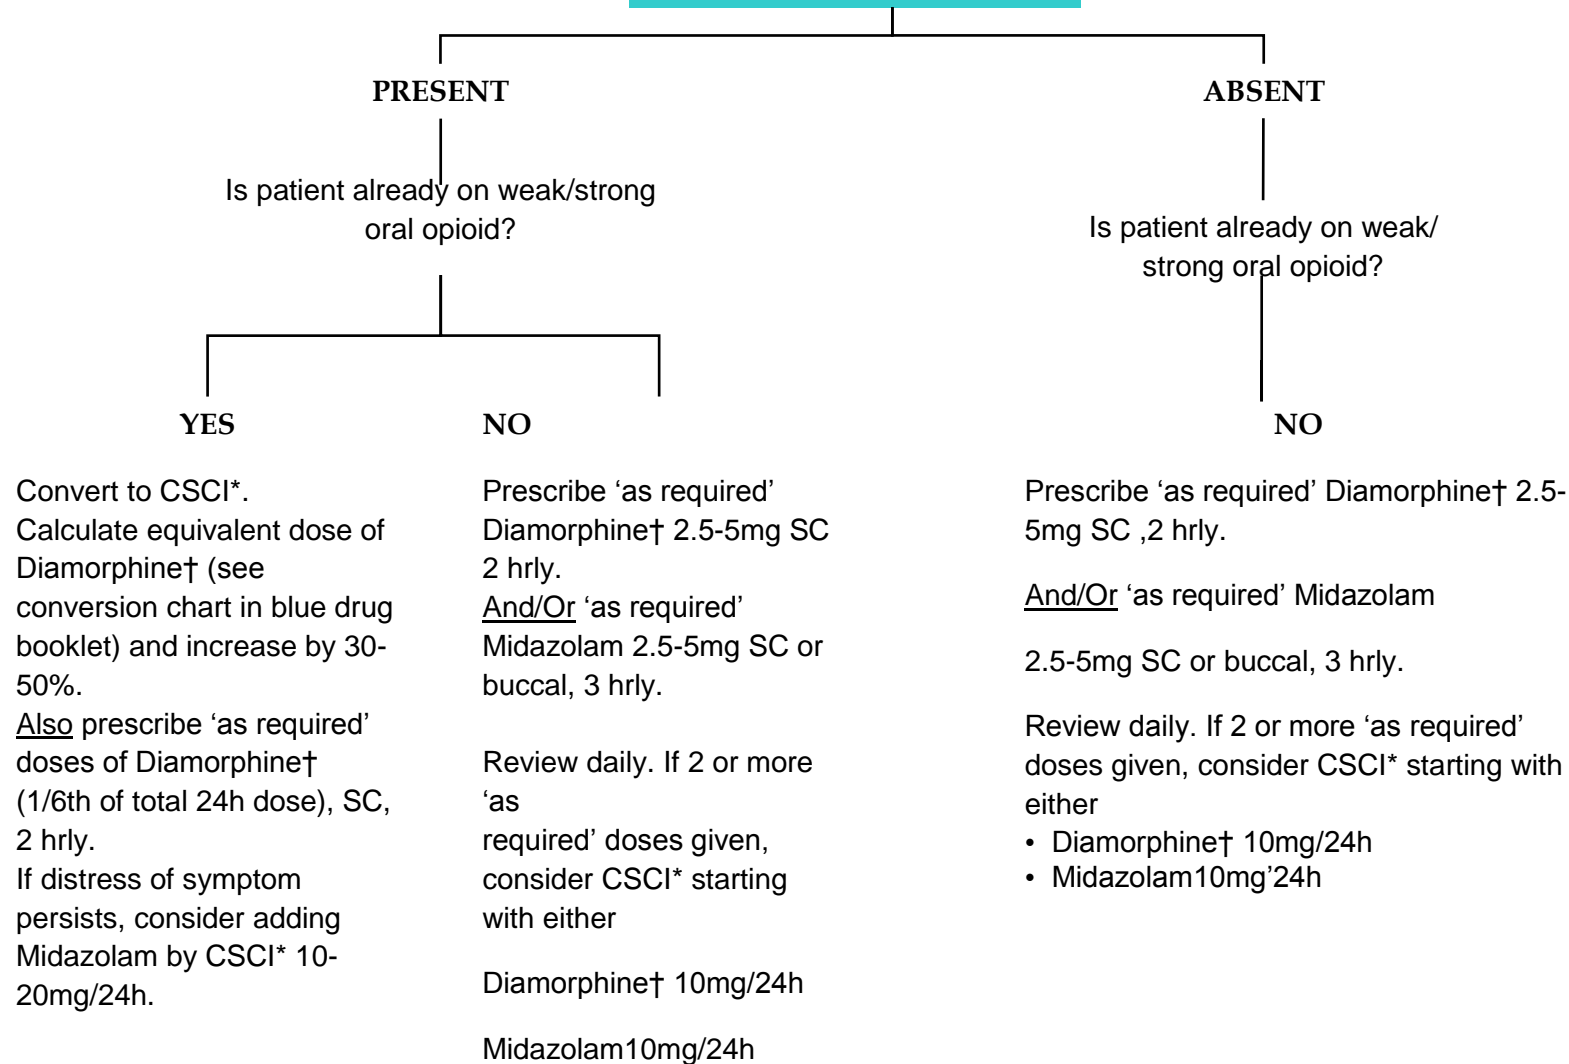 PRESENT
ABSENT
Is patient already on weak/strong
oral opioid?
Is patient already on weak/
strong oral opioid?
YES
NO
NO
Convert to CSCI*.
Calculate equivalent dose of
Diamorphine† (see
conversion chart in blue drug
booklet) and increase by 30-
50%.
Also prescribe ‘as required’
doses of Diamorphine†
(1/6th of total 24h dose), SC,
2 hrly.
If distress of symptom
persists, consider adding
Midazolam by CSCI* 10-
20mg/24h.
Prescribe ‘as required’
Diamorphine† 2.5-5mg SC
2 hrly.
And/Or ‘as required’
Midazolam 2.5-5mg SC or
buccal, 3 hrly.
Review daily. If 2 or more
‘as
required’ doses given,
consider CSCI* starting
with either
Diamorphine† 10mg/24h
Midazolam10mg/24h
Prescribe ‘as required’ Diamorphine† 2.5-
5mg SC ,2 hrly.
And/Or ‘as required’ Midazolam
2.5-5mg SC or buccal, 3 hrly.
Review daily. If 2 or more ‘as required’
doses given, consider CSCI* starting with
either
• Diamorphine† 10mg/24h
• Midazolam10mg’24h